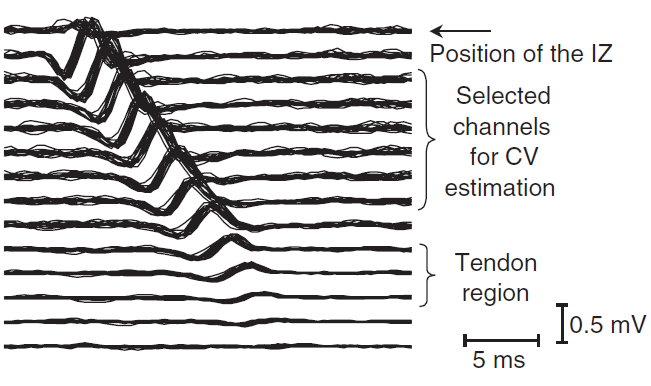 Position of the IZ
Selected
channels
for CV
estimation
Tendon
region
0.5 mV
5 ms